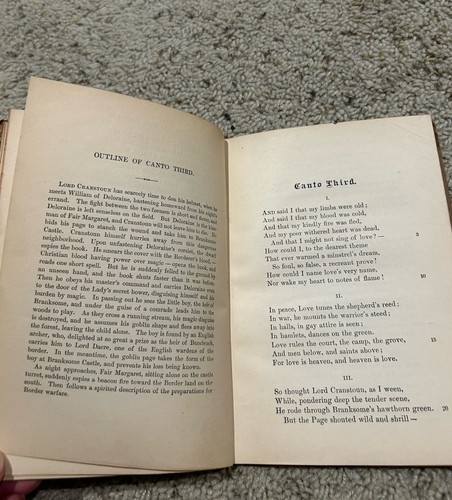 OUTLINE OF CANTO THIRD.
LORD CRANSTOUN has scarcely time to don his helmet, when he
meets William of Deloraine, hastening homeward from his night's
errand. The fight between the two foemen is short and fierce, and
Deloraine is left senseless on the field. But Deloraine is the kins-
man of Fair Margaret, and Cranstoun will not leave him to die. He
bids his page to stanch the wound and take him to Branksome
Castle. Cranstoun himself hurries away from this dangerous
neighborhood. Upon unfastening Deloraine's corselet, the dwarf
espies the book. He smears the cover with the Borderer's blood,—
Christian blood having power over magic—opens the book, and
reads one short spell. But he is suddenly felled to the ground by
an unseen hand, and the book shuts faster than it was before.
Then he obeys his master's command and carries Deloraine even
to the door of the Lady's secret bower, disguising himself and his
burden by magic. In passing out he sees the little boy, the heir of
Branksome, and under the guise of a comrade leads him to the
woods to play. As they cross a running stream, his magic disguise
is destroyed, and he assumes his goblin shape and flees away into
the forest, leaving the child alone. The boy is found by an English
archer, who, delighted at so great a prize as the heir of Buccleuch,
carries him to Lord Dacre, one of the English wardens of the
border. In the meantime, the goblin page takes the form of the
boy at Branksome Castle, and prevents his loss being known.
As night approaches, Fair Margaret, sitting alone on the castle
turret, suddenly espies a beacon fire toward the Border land on the
south. Then follows a spirited description of the preparations for
Border warfare.
Canto Third.
I.
AND said I that my limbs were old;
And said I that my blood was cold,
And that my kindly fire was fled,
And my poor withered heart was dead,
And that I might not sing of love? — 5
How could I, to the dearest theme
That ever warmed a minstrel's dream,
So foul, so false, a recreant prove!
How could I name love's very name,
Nor wake my heart to notes of flame! 10
II.
In peace, Love tunes the shepherd's reed;
In war, he mounts the warrior's steed;
In halls, in gay attire is seen;
In hamlets, dances on the green.
Love rules the court, the camp, the grove, 15
And men below, and saints above;
For love is heaven, and heaven is love.
III.
So thought Lord Cranstoun, as I ween,
While, pondering deep the tender scene,
He rode through Branksome's hawthorn green. 20
But the Page shouted wild and shrill —